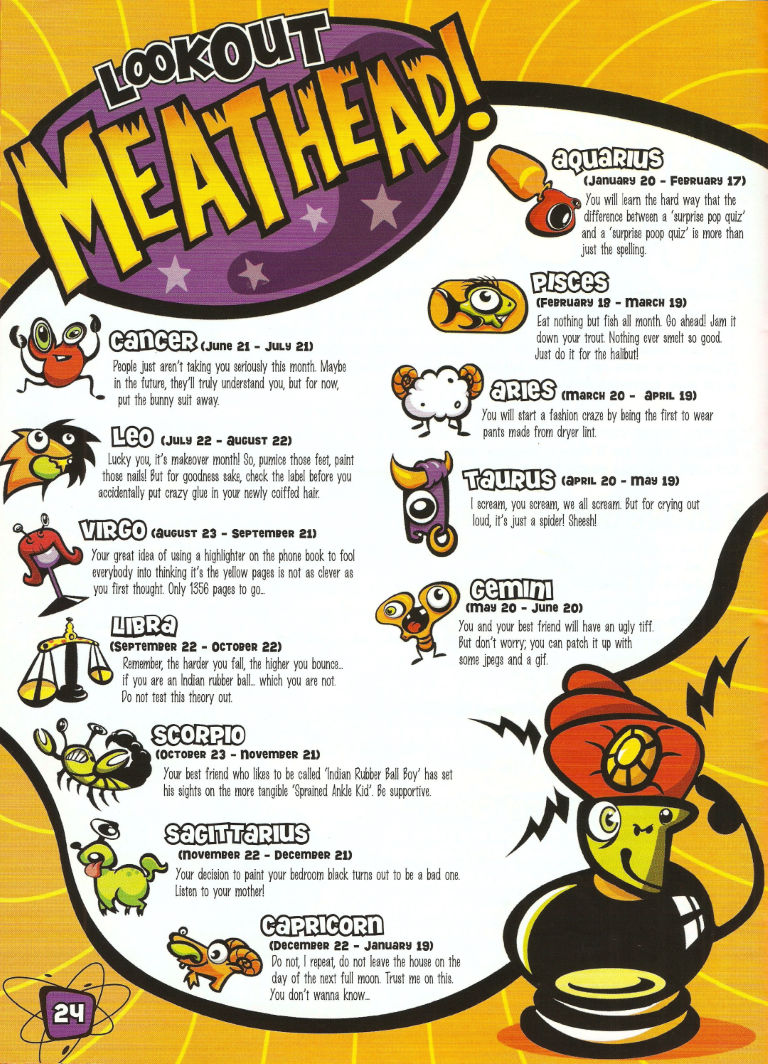 LOOKOUT
MEATHEAD!
AQUARIUS
(January 20 - February 17)
You will learn the hard way that the
difference between a 'surprise pop quiz'
and a 'surprise poop quiz' is more than
just the spelling.
PISCES
(February 18 - March 19)
Eat nothing but fish all month. Go ahead! Jam it
down your trout. Nothing ever smelt so good.
Just do it for the halibut!
ARIES (March 20 - April 19)
You will start a fashion craze by being the first to wear
pants made from dryer lint.
TAURUS (April 20 - May 19)
I scream, you scream, we all scream. But for crying out
loud, it's just a spider! Sheesh!
GEMINI
(May 20 - June 20)
You and your best friend will have an ugly tiff.
But don't worry; you can patch it up with
some jpegs and a gif.
CANCER (June 21 - July 21)
People just aren't taking you seriously this month. Maybe
in the future, they'll truly understand you, but for now,
put the bunny suit away.
LEO (July 22 - August 22)
Lucky you, it's makeover month! So, pumice those feet, paint
those nails! But for goodness sake, check the label before you
accidentally put crazy glue in your newly coiffed hair.
VIRGO (August 23 - September 21)
Your great idea of using a highlighter on the phone book to fool
everybody into thinking it's the yellow pages is not as clever as
you first thought. Only 1356 pages to go...
LIBRA
(September 22 - October 22)
Remember, the harder you fall, the higher you bounce...
if you are an Indian rubber ball... which you are not.
Do not test this theory out.
SCORPIO
(October 23 - November 21)
Your best friend who likes to be called 'Indian Rubber Ball Boy' has set
his sights on the more tangible 'Sprained Ankle Kid'. Be supportive.
SAGITTARIUS
(November 22 - December 21)
Your decision to paint your bedroom black turns out to be a bad one.
Listen to your mother!
CAPRICORN
(December 22 - January 19)
Do not, I repeat, do not leave the house on the
day of the next full moon. Trust me on this.
You don't wanna know...
24